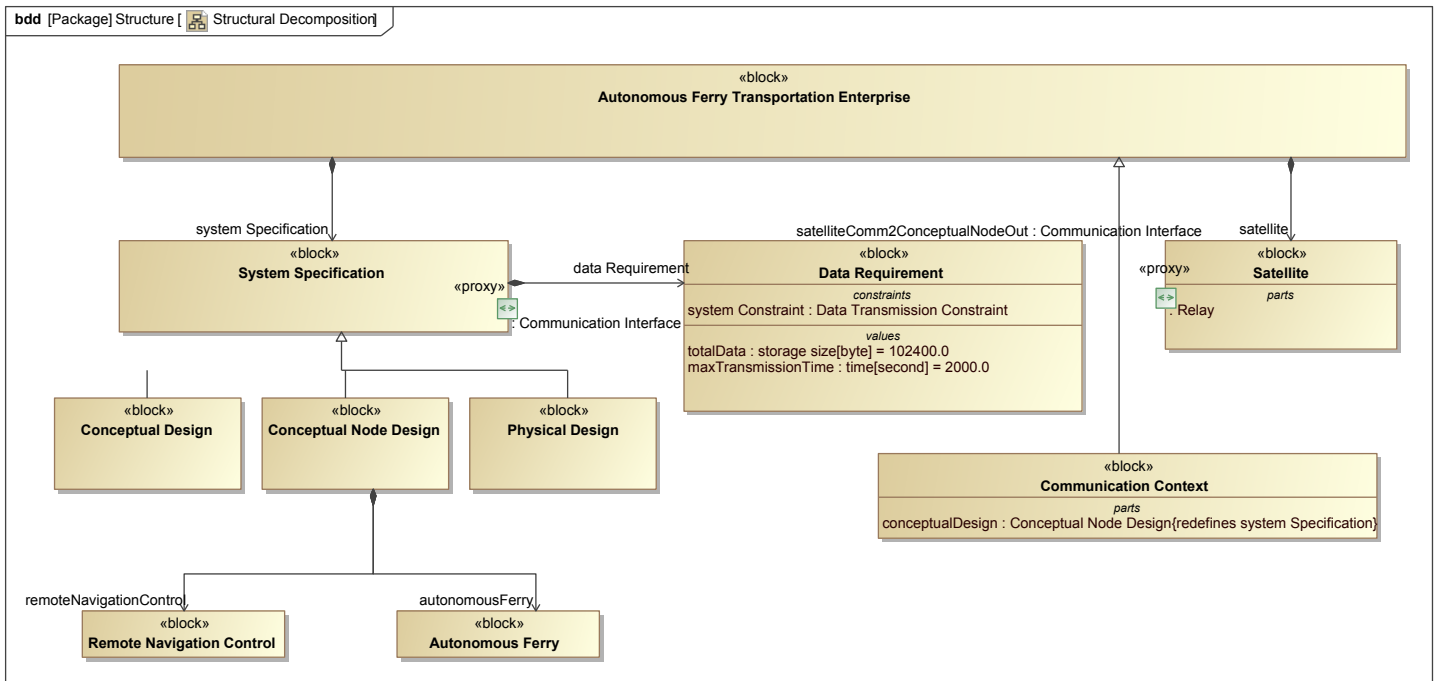 bdd [Package] Structure [ Structural Decomposition]
«block»
Autonomous Ferry Transportation Enterprise
system Specification
«block»
System Specification
«proxy»
: Communication Interface
data Requirement
satelliteComm2ConceptualNodeOut : Communication Interface
«block»
Data Requirement
constraints
system Constraint : Data Transmission Constraint
values
totalData : storage size[byte] = 102400.0
maxTransmissionTime : time[second] = 2000.0
satellite
«block»
Satellite
«proxy»
parts
: Relay
«block»
Conceptual Design
«block»
Conceptual Node Design
«block»
Physical Design
«block»
Communication Context
parts
conceptualDesign : Conceptual Node Design{redefines system Specification}
remoteNavigationControl
«block»
Remote Navigation Control
autonomousFerry
«block»
Autonomous Ferry